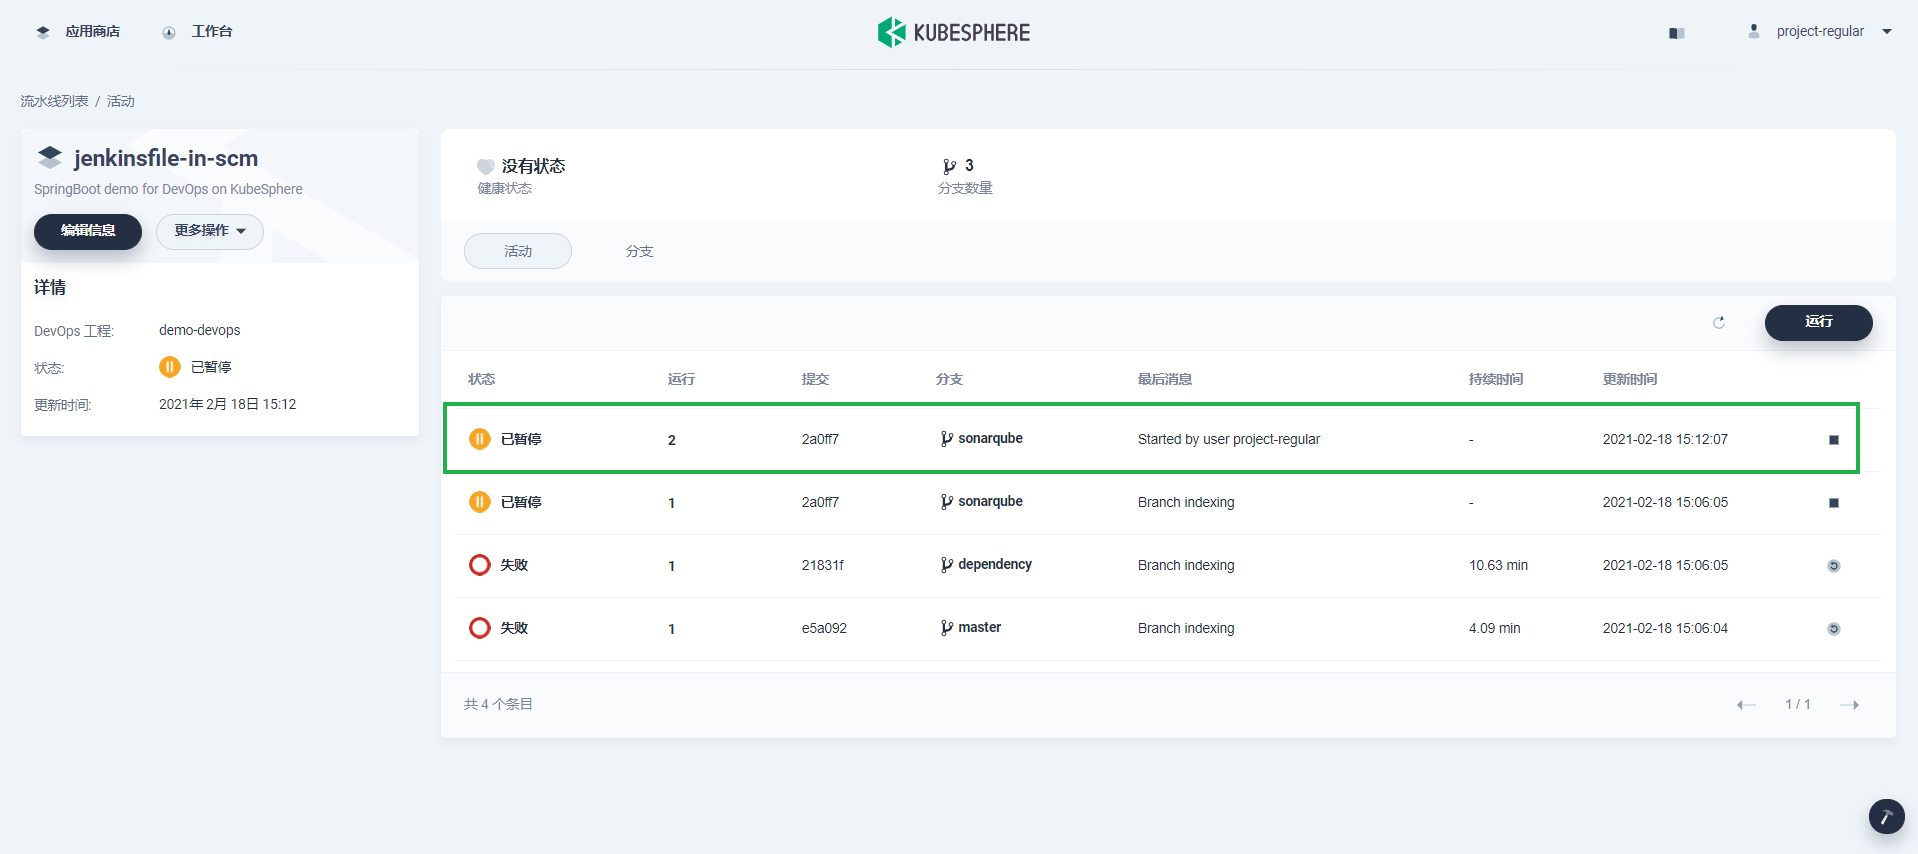 应用商店 工作台 KUBESPHERE project-regular
流水线列表 / 活动
jenkinsfile-in-scm
SpringBoot demo for DevOps on KubeSphere
编辑信息 更多操作
详情
DevOps 工程: demo-devops
状态: 已暂停
更新时间: 2021年 2月 18日 15:12
没有状态 3
健康状态 分支数量
活动 分支
运行
状态 运行 提交 分支 最后消息 持续时间 更新时间
已暂停 2 2a0ff7 sonarqube Started by user project-regular - 2021-02-18 15:12:07
已暂停 1 2a0ff7 sonarqube Branch indexing - 2021-02-18 15:06:05
失败 1 21831f dependency Branch indexing 10.63 min 2021-02-18 15:06:05
失败 1 e5a092 master Branch indexing 4.09 min 2021-02-18 15:06:04
共 4 个条目 1 / 1